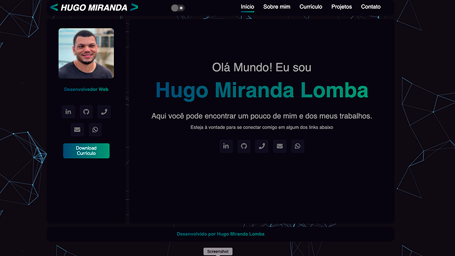 < HUGO MIRANDA >
Início Sobre mim Currículo Projetos Contato
Desenvolvedor Web
Download
Currículo
Olá Mundo! Eu sou
Hugo Miranda Lomba
Aqui você pode encontrar um pouco de mim e dos meus trabalhos.
Esteja à vontade para se conectar comigo em algum dos links abaixo
Desenvolvido por Hugo Miranda Lomba
Screenshot